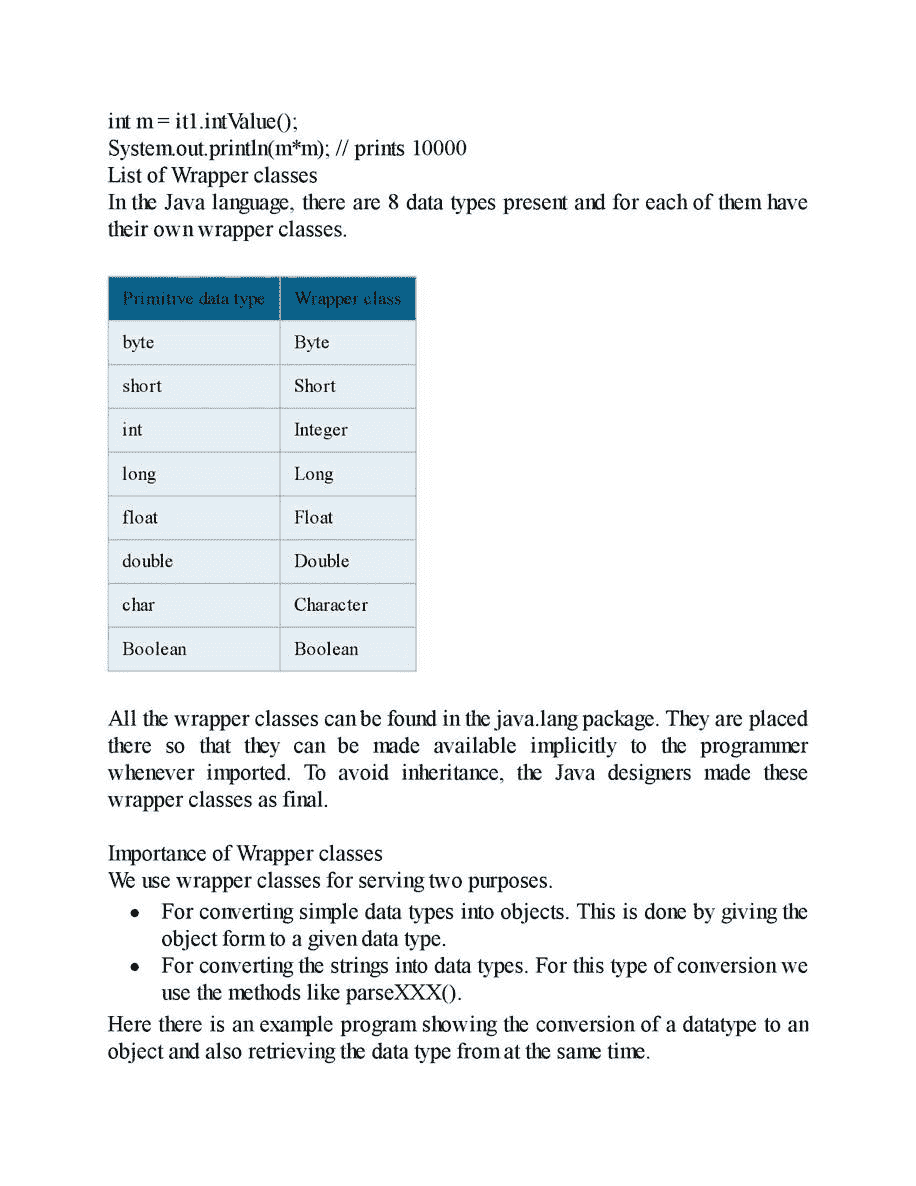 int m = it1.intValue();
System.out.println(m*m); // prints 10000
List of Wrapper classes
In the Java language, there are 8 data types present and for each of them have
their own wrapper classes.
Primitive data type Wrapper class
byte Byte
short Short
int Integer
long Long
float Float
double Double
char Character
Boolean Boolean
All the wrapper classes can be found in the java.lang package. They are placed
there so that they can be made available implicitly to the programmer
whenever imported. To avoid inheritance, the Java designers made these
wrapper classes as final.
Importance of Wrapper classes
We use wrapper classes for serving two purposes.
• For converting simple data types into objects. This is done by giving the
object form to a given data type.
• For converting the strings into data types. For this type of conversion we
use the methods like parseXXX().
Here there is an example program showing the conversion of a datatype to an
object and also retrieving the data type from at the same time.